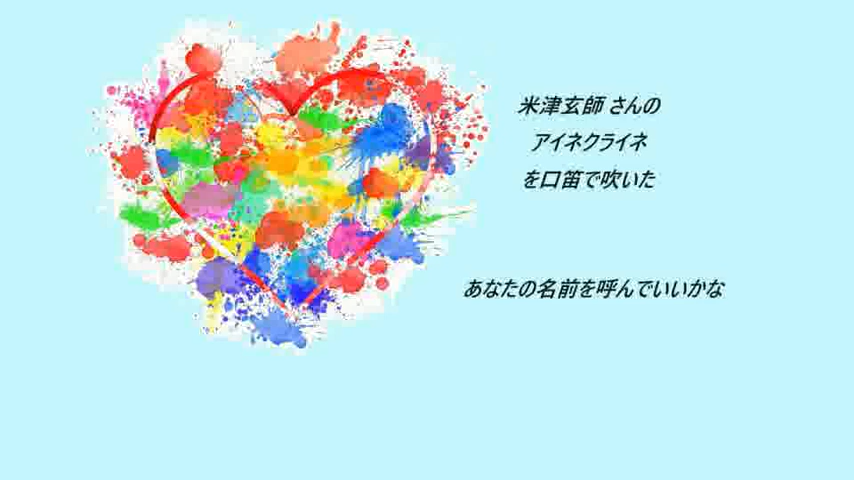 米津玄師 さんの
アイネクライネ
を口笛で吹いた
あなたの名前を呼んでいいかな